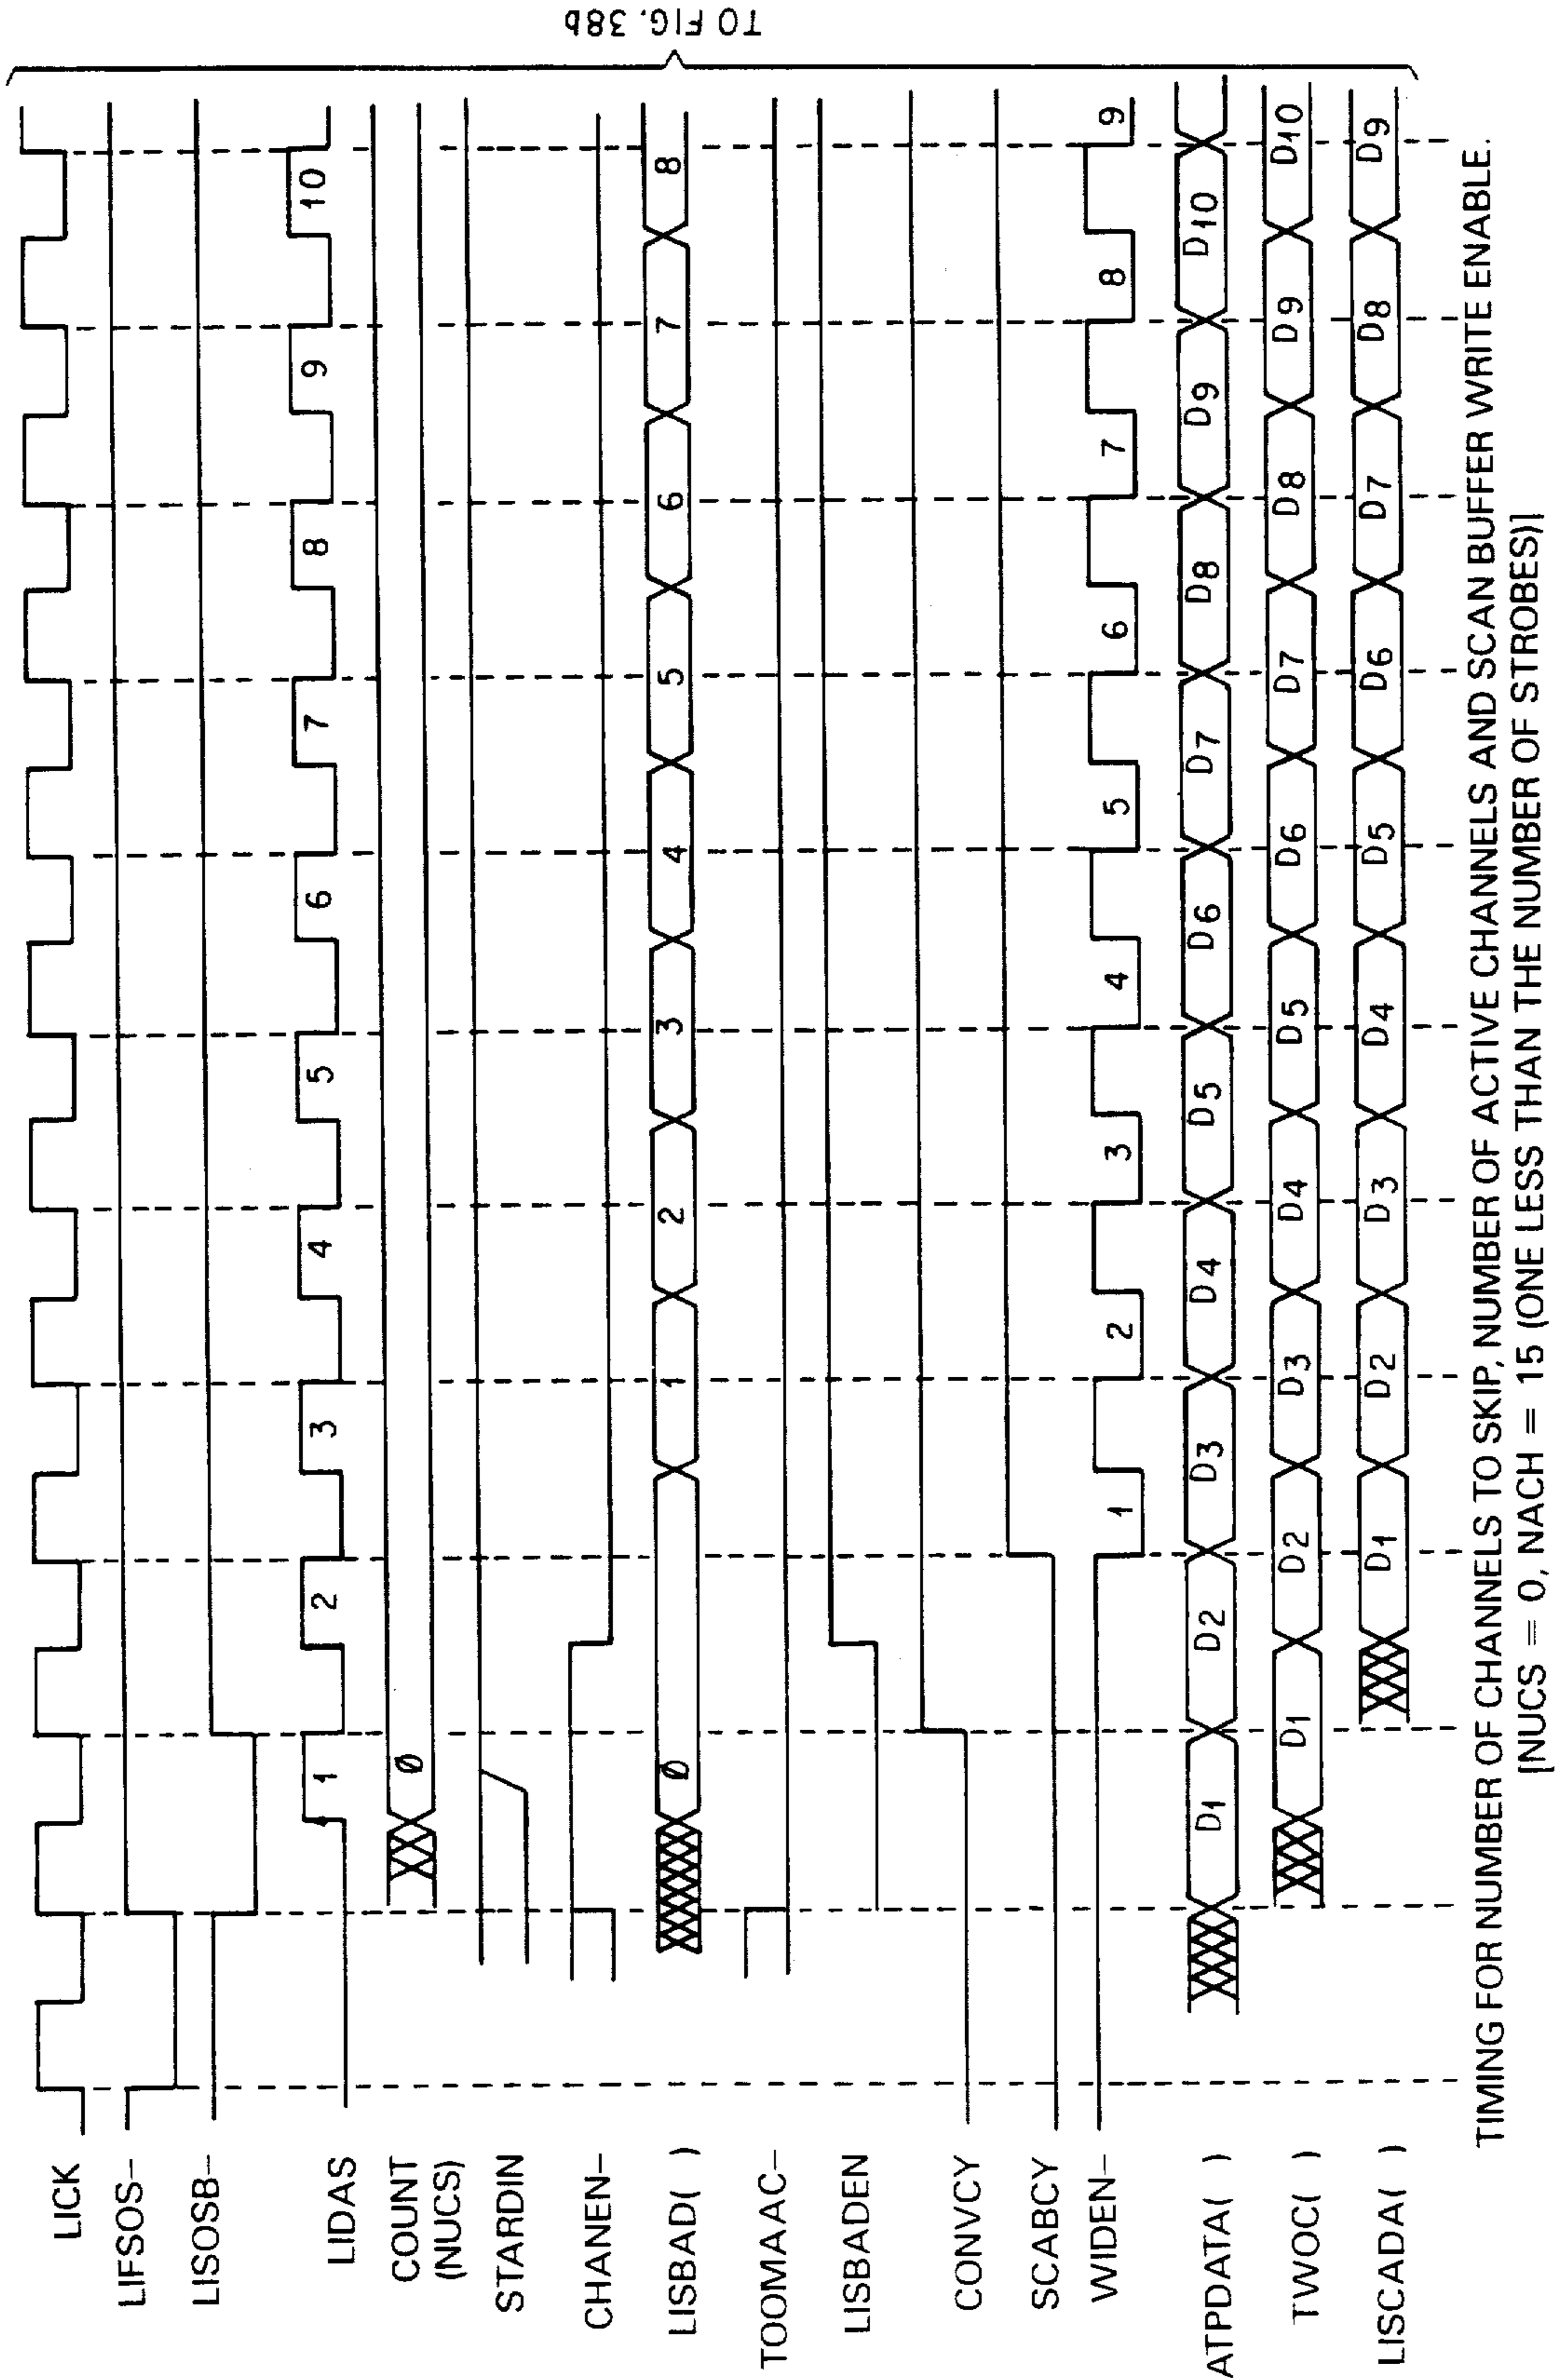 TO FIG. 38b
LICK
LIFSOS–
LISOSB–
LIDAS 1 2 3 4 5 6 7 8 9 10
COUNT Ø
(NUCS)
STARDIN
CHANEN–
LISBAD( ) Ø 1 2 3 4 5 6 7 8
TOOMAAC–
LISBADEN
CONVCY
SCABCY
WIDEN– 1 2 3 4 5 6 7 8 9
ATPDATA( ) D1 D2 D3 D4 D5 D6 D7 D8 D9 D10
TWOC( ) D1 D2 D3 D4 D5 D6 D7 D8 D9 D10
LISCADA( ) D1 D2 D3 D4 D5 D6 D7 D8 D9
TIMING FOR NUMBER OF CHANNELS TO SKIP, NUMBER OF ACTIVE CHANNELS AND SCAN BUFFER WRITE ENABLE.
[NUCS = 0, NACH = 15 (ONE LESS THAN THE NUMBER OF STROBES)]